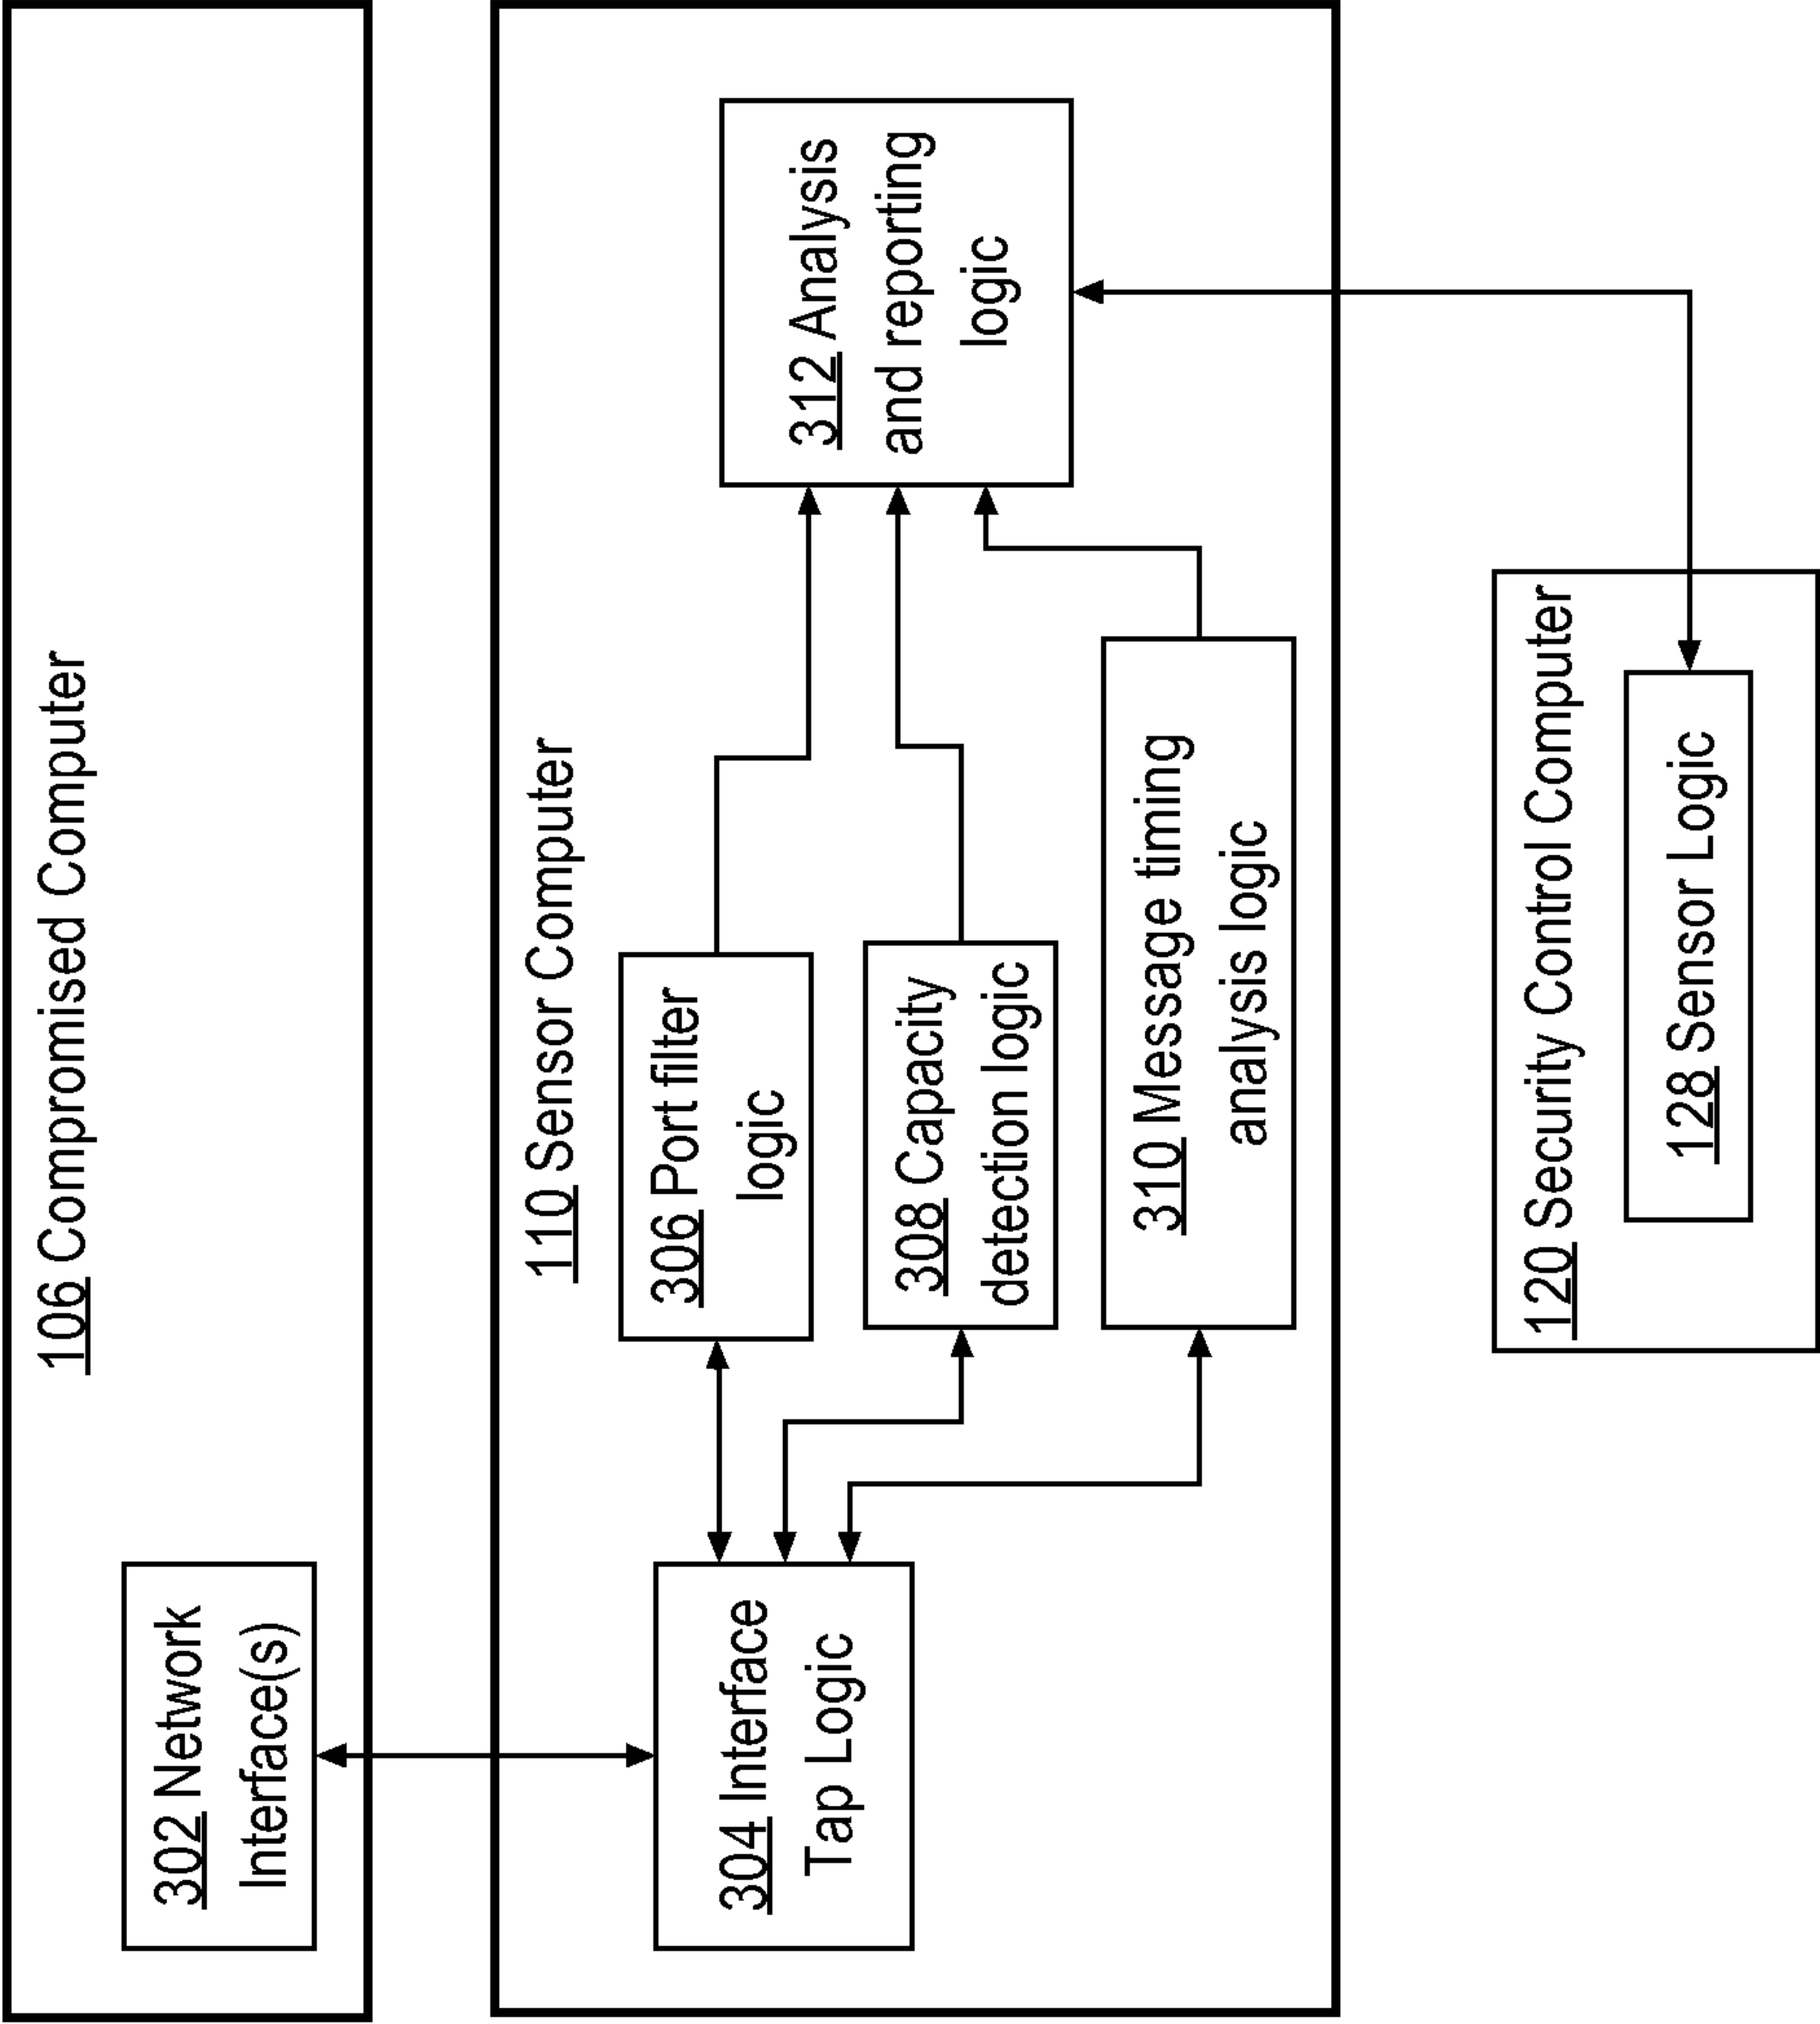 106 Compromised Computer
302 Network
Interface(s)
110 Sensor Computer
304 Interface
Tap Logic
306 Port filter
logic
308 Capacity
detection logic
310 Message timing
analysis logic
312 Analysis
and reporting
logic
120 Security Control Computer
128 Sensor Logic